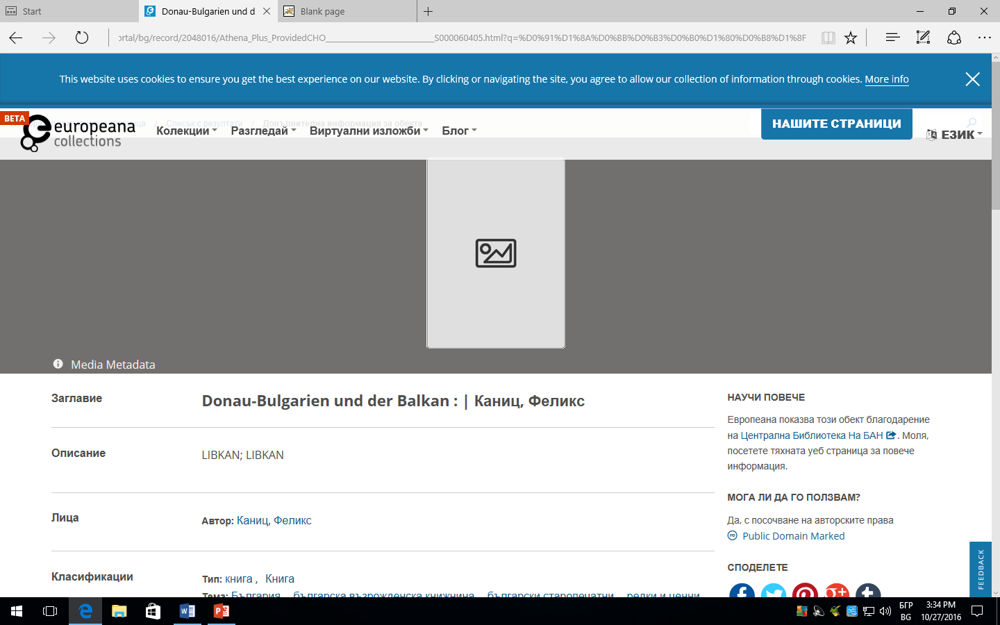 Start
Donau-Bulgarien und d
Blank page
ortal/bg/record/2048016/Athena_Plus_ProvidedCHO_________________________S000060405.html?q=%D0%91%D1%8A%D0%BB%D0%B3%D0%B0%D1%80%D0%B8%D1%8F
This website uses cookies to ensure you get the best experience on our website. By clicking or navigating the site, you agree to allow our collection of information through cookies. More info
BETA
europeana
collections
Списък с резултати / Допълнителна информация за обекта
Колекции Разгледай Виртуални изложби Блог
НАШИТЕ СТРАНИЦИ
ЕЗИК
Media Metadata
Заглавие
Donau-Bulgarien und der Balkan : | Каниц, Феликс
Описание
LIBKAN; LIBKAN
Лица
Автор: Каниц, Феликс
Класификации
Тип: книга , Книга
Тема: България българска възрожденска книжнина български старопечатни редки и ценни
НАУЧИ ПОВЕЧЕ
Европеана показва този обект благодарение
на Централна Библиотека На БАН . Моля,
посетете тяхната уеб страница за повече
информация.
МОГА ЛИ ДА ГО ПОЛЗВАМ?
Да, с посочване на авторските права
Public Domain Marked
СПОДЕЛЕТЕ
FEEDBACK
БГР
BG
3:34 PM
10/27/2016